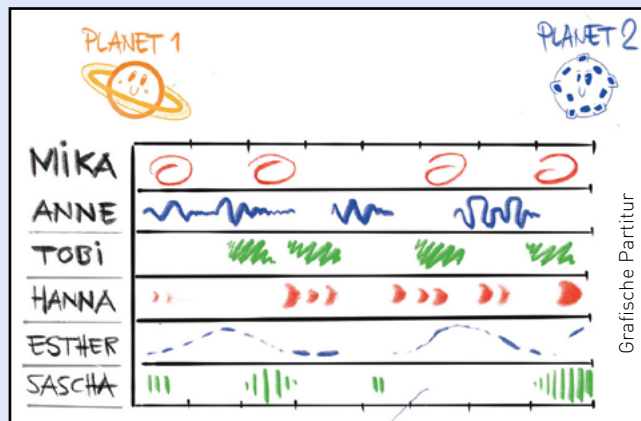 PLANET 1
PLANET 2
MIKA
ANNE
TOBI
HANNA
ESTHER
SASCHA
Grafische Partitur